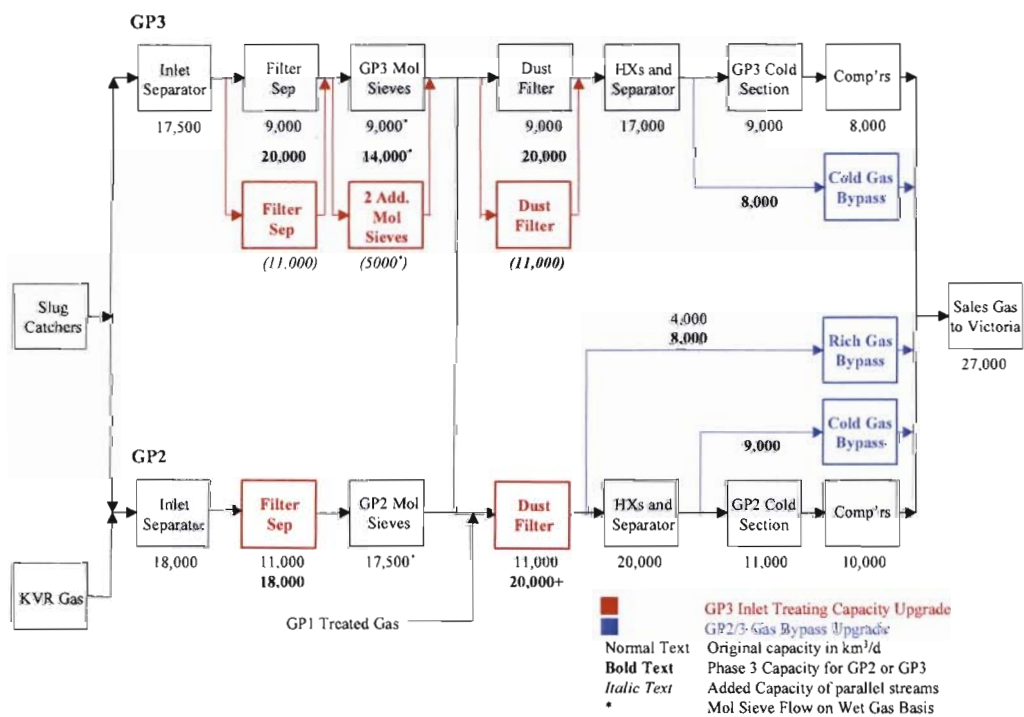 GP3
Inlet
Separator
17,500
Filter
Sep
9,000
20,000
Filter
Sep
(11,000)
GP3 Mol
Sieves
9,000*
14,000*
2 Add.
Mol
Sieves
(5000*)
Dust
Filter
9,000
20,000
Dust
Filter
(11,000)
HXs and
Separator
17,000
GP3 Cold
Section
9,000
Comp'rs
8,000
8,000
Cold Gas
Bypass
Slug
Catchers
Sales Gas
to Victoria
27,000
4,000
8,000
Rich Gas
Bypass
9,000
Cold Gas
Bypass
GP2
Inlet
Separator
18,000
Filter
Sep
11,000
18,000
GP2 Mol
Sieves
17,500*
Dust
Filter
11,000
20,000+
HXs and
Separator
20,000
GP2 Cold
Section
11,000
Comp'rs
10,000
KVR Gas
GP1 Treated Gas
GP3 Inlet Treating Capacity Upgrade
GP2/3 Gas Bypass Upgrade
Normal Text Original capacity in km³/d
Bold Text Phase 3 Capacity for GP2 or GP3
Italic Text Added Capacity of parallel streams
* Mol Sieve Flow on Wet Gas Basis